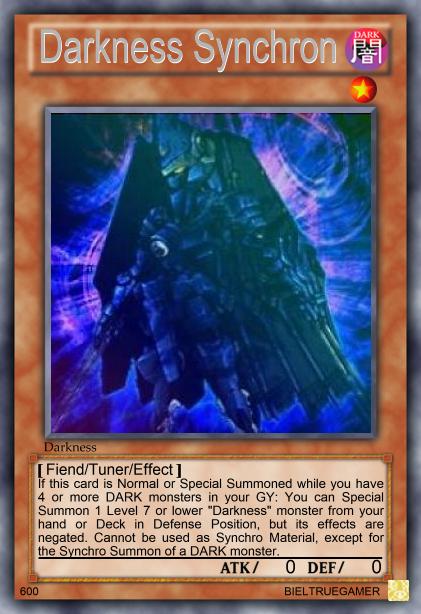 Darkness Synchron
DARK
闇
Darkness
[ Fiend/Tuner/Effect ]
If this card is Normal or Special Summoned while you have
4 or more DARK monsters in your GY: You can Special
Summon 1 Level 7 or lower "Darkness" monster from your
hand or Deck in Defense Position, but its effects are
negated. Cannot be used as Synchro Material, except for
the Synchro Summon of a DARK monster.
ATK/ 0 DEF/ 0
600 BIELTRUEGAMER